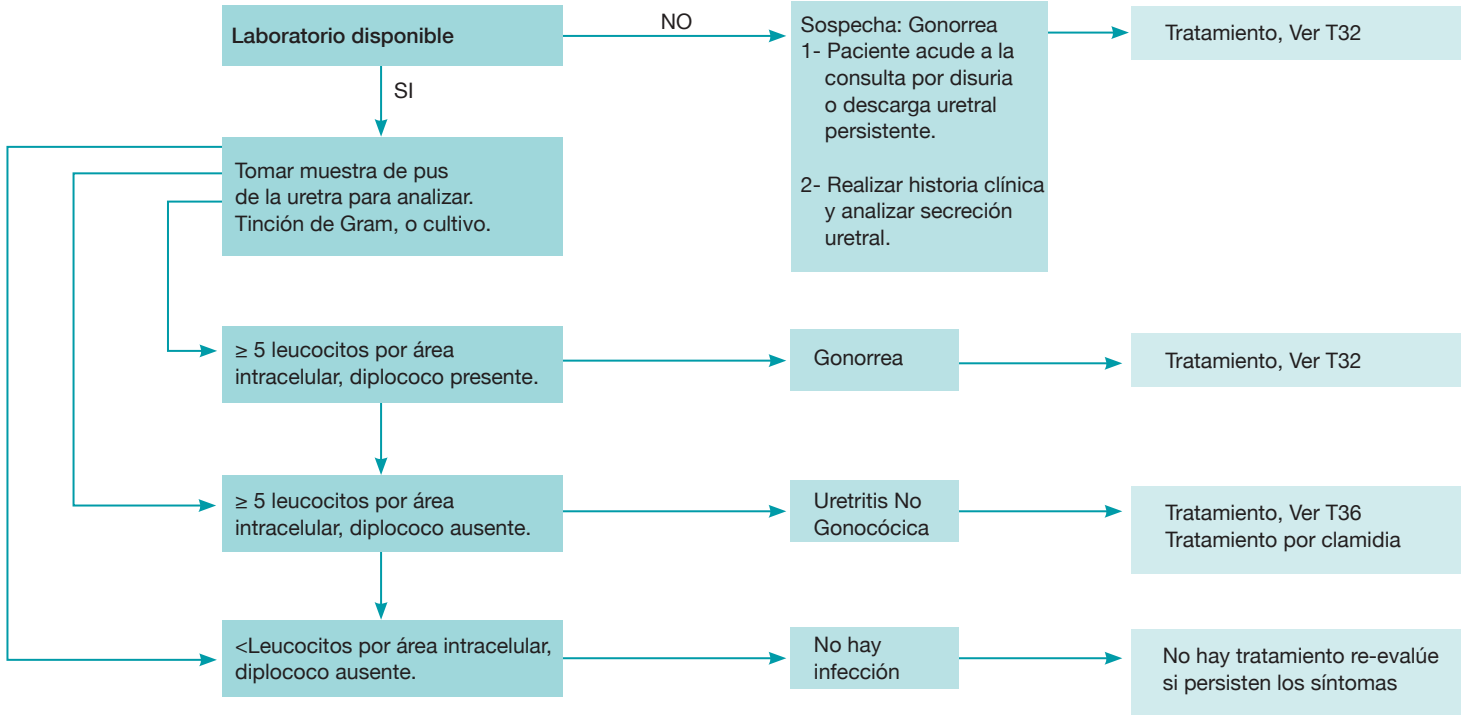 Laboratorio disponible
NO
Sospecha: Gonorrea
1- Paciente acude a la
consulta por disuria
o descarga uretral
persistente.
2- Realizar historia clínica
y analizar secreción
uretral.
Tratamiento, Ver T32
SI
Tomar muestra de pus
de la uretra para analizar.
Tinción de Gram, o cultivo.
≥ 5 leucocitos por área
intracelular, diplococo presente.
Gonorrea
Tratamiento, Ver T32
≥ 5 leucocitos por área
intracelular, diplococo ausente.
Uretritis No
Gonocócica
Tratamiento, Ver T36
Tratamiento por clamidia
<Leucocitos por área intracelular,
diplococo ausente.
No hay
infección
No hay tratamiento re-evalúe
si persisten los síntomas